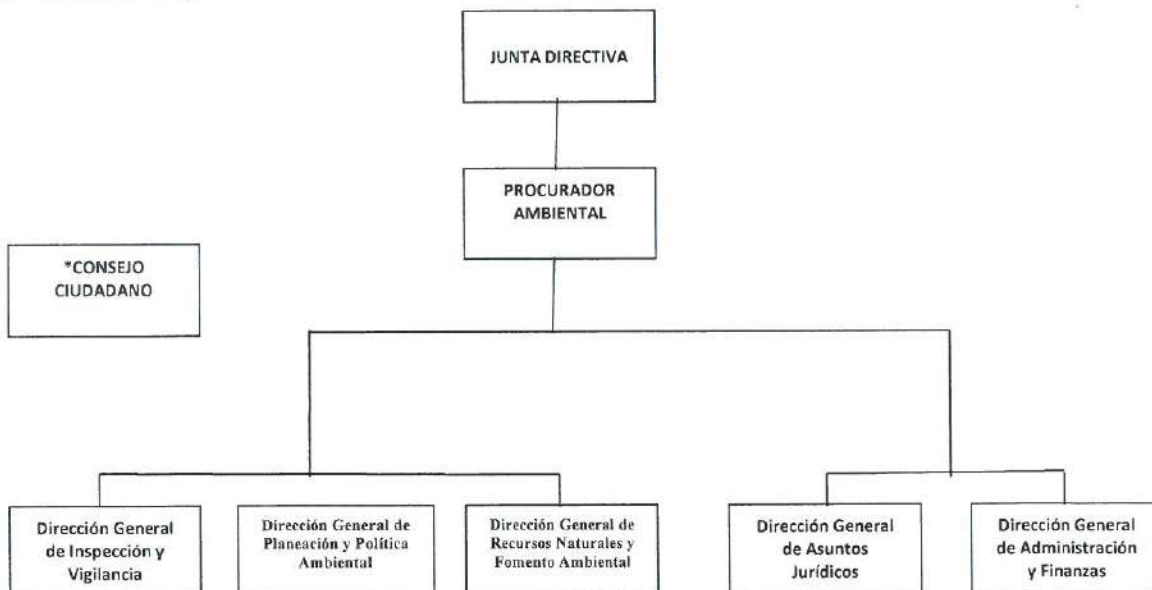 JUNTA DIRECTIVA
PROCURADOR
AMBIENTAL
*CONSEJO
CIUDADANO
Dirección General
de Inspección y
Vigilancia
Dirección General de
Planeación y Política
Ambiental
Dirección General de
Recursos Naturales y
Fomento Ambiental
Dirección General
de Asuntos
Jurídicos
Dirección General
de Administración
y Finanzas